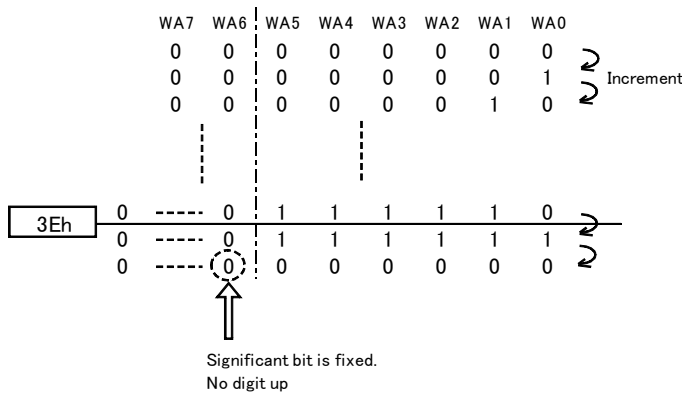 WA7 WA6 WA5 WA4 WA3 WA2 WA1 WA0
0 0 0 0 0 0 0 0
0 0 0 0 0 0 0 1 Increment
0 0 0 0 0 0 1 0
3Eh 0 0 1 1 1 1 1 0
0 0 1 1 1 1 1 1
0 0 0 0 0 0 0 0
Significant bit is fixed.
No digit up